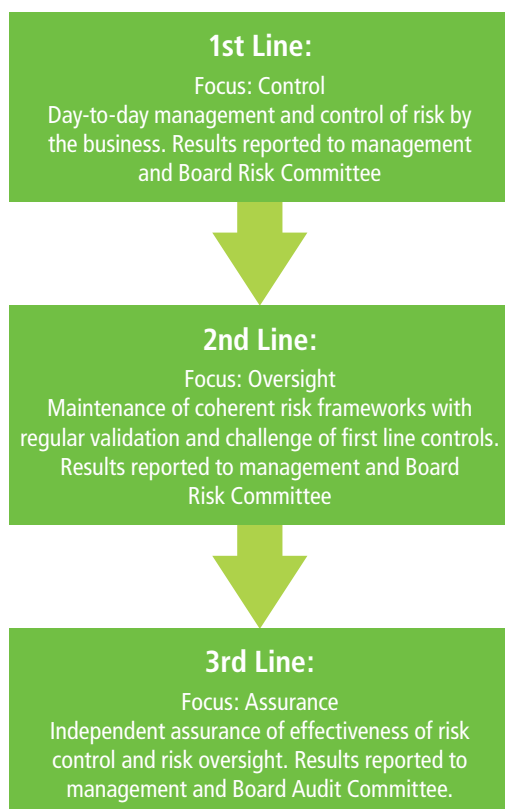 1st Line:
Focus: Control
Day-to-day management and control of risk by
the business. Results reported to management
and Board Risk Committee
2nd Line:
Focus: Oversight
Maintenance of coherent risk frameworks with
regular validation and challenge of first line controls.
Results reported to management and Board
Risk Committee
3rd Line:
Focus: Assurance
Independent assurance of effectiveness of risk
control and risk oversight. Results reported to
management and Board Audit Committee.